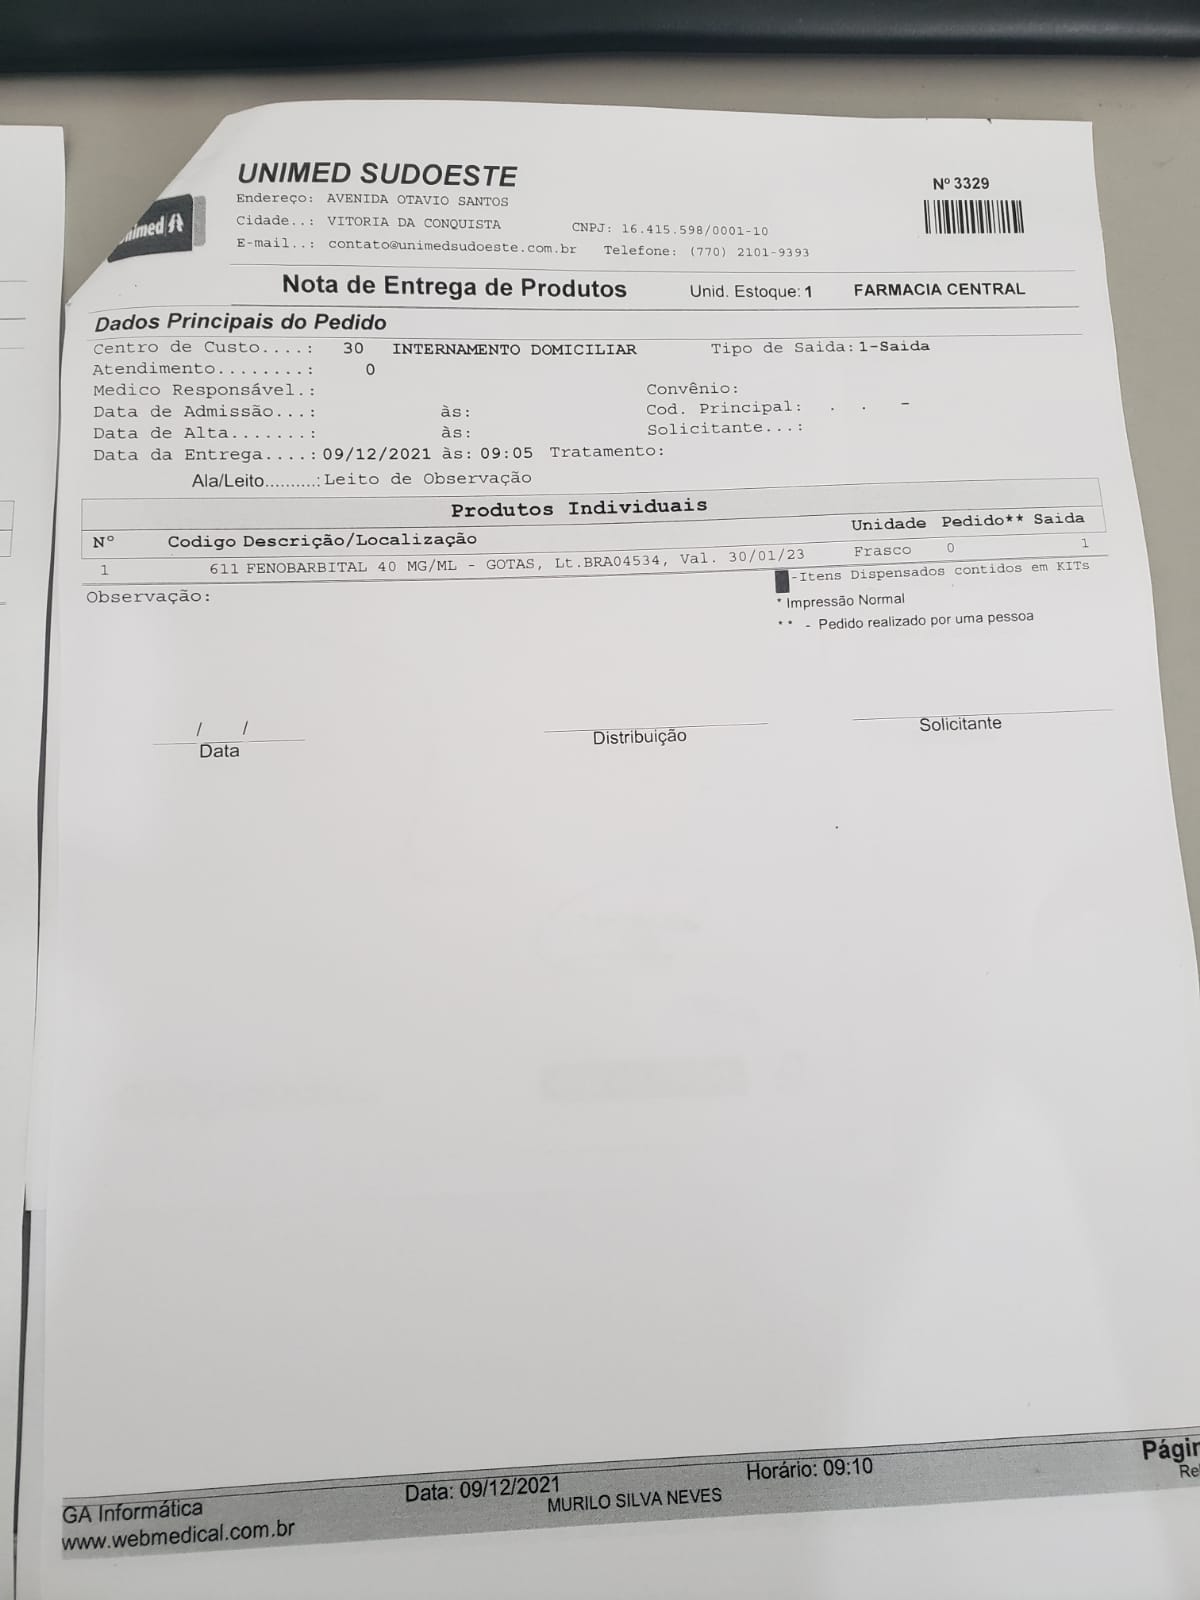 UNIMED SUDOESTE
Nº 3329
Endereço: AVENIDA OTAVIO SANTOS
Cidade..: VITORIA DA CONQUISTA CNPJ: 16.415.598/0001-10
E-mail..: contato@unimedsudoeste.com.br Telefone: (770) 2101-9393
Nota de Entrega de Produtos Unid. Estoque: 1 FARMACIA CENTRAL
Dados Principais do Pedido
Centro de Custo....: 30 INTERNAMENTO DOMICILIAR Tipo de Saida: 1-Saida
Atendimento........: 0
Medico Responsável.: Convênio:
Data de Admissão...: às: Cod. Principal: . . -
Data de Alta.......: às: Solicitante...:
Data da Entrega....: 09/12/2021 às: 09:05 Tratamento:
Ala/Leito..........: Leito de Observação
Produtos Individuais
Nº Codigo Descrição/Localização Unidade Pedido** Saida
1 611 FENOBARBITAL 40 MG/ML - GOTAS, Lt.BRA04534, Val. 30/01/23 Frasco 0 1
Observação: -Itens Dispensados contidos em KITs
* Impressão Normal
** - Pedido realizado por uma pessoa
/ /
Data Distribuição Solicitante
GA Informática Data: 09/12/2021 Horário: 09:10
www.webmedical.com.br MURILO SILVA NEVES